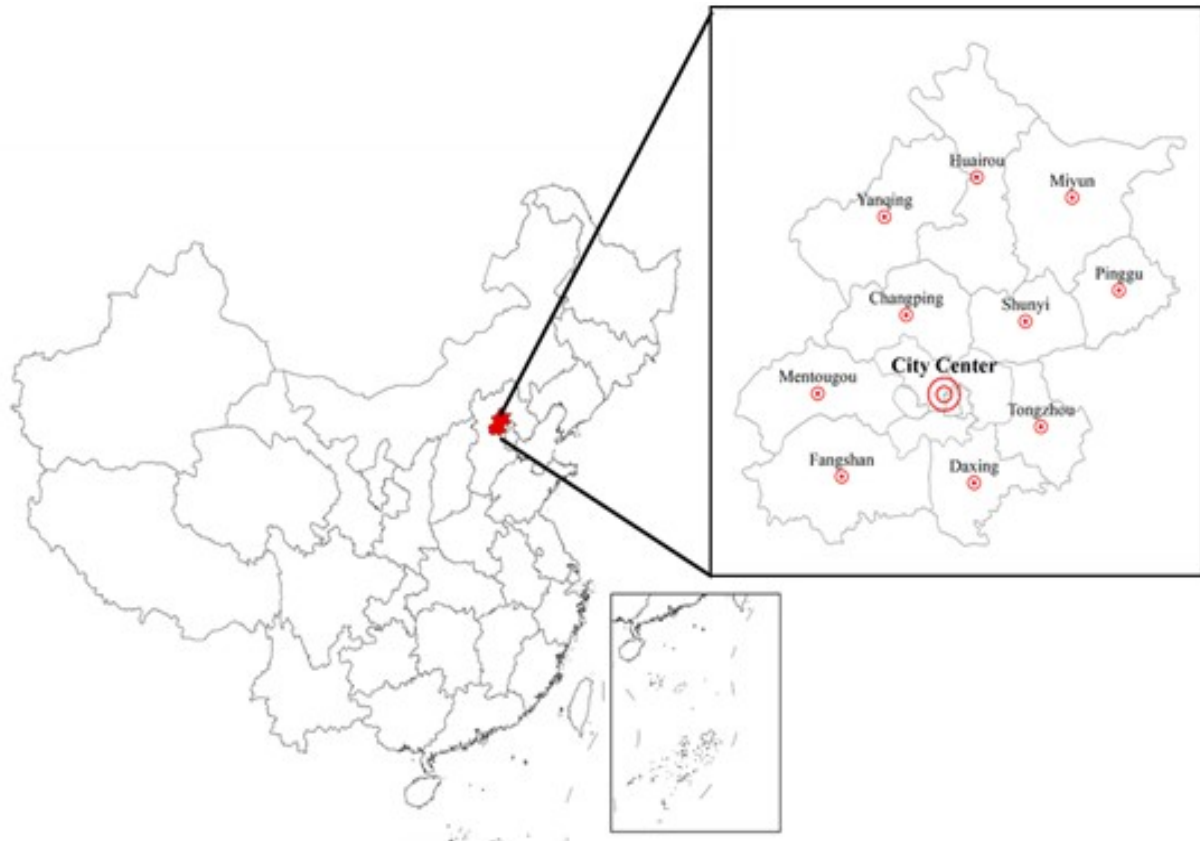 Huairou
Miyun
Yanqing
Pinggu
Changping
Shunyi
City Center
Mentougou
Tongzhou
Fangshan
Daxing